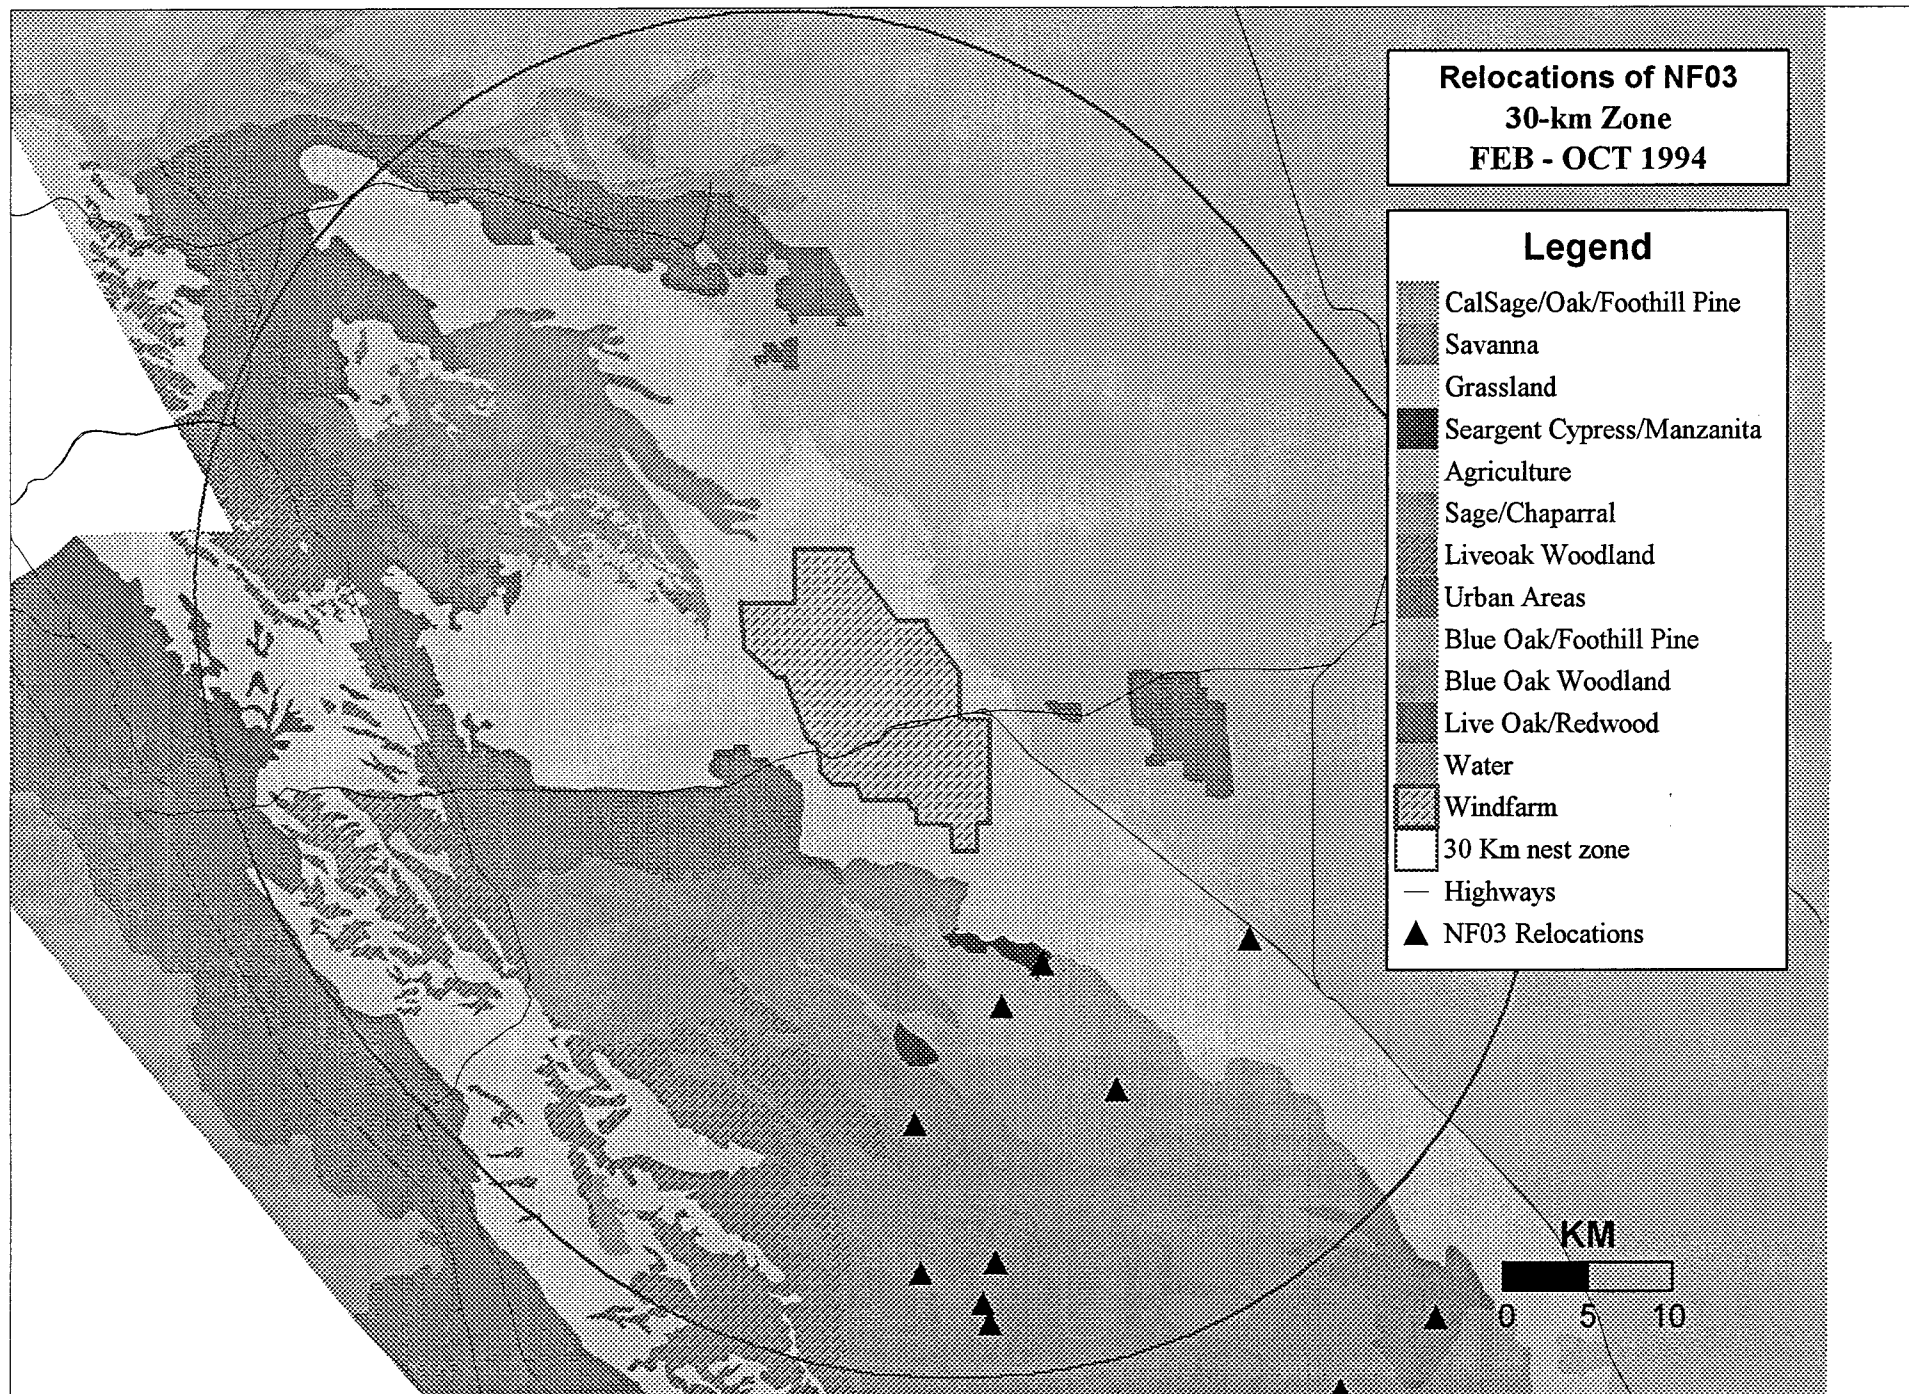 Relocations of NF03
30-km Zone
FEB - OCT 1994
Legend
CalSage/Oak/Foothill Pine
Savanna
Grassland
Seargent Cypress/Manzanita
Agriculture
Sage/Chaparral
Liveoak Woodland
Urban Areas
Blue Oak/Foothill Pine
Blue Oak Woodland
Live Oak/Redwood
Water
Windfarm
30 Km nest zone
Highways
NF03 Relocations
KM
0 5 10